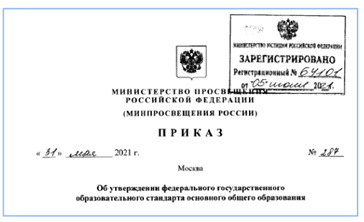 МИНИСТЕРСТВО ЮСТИЦИИ РОССИЙСКОЙ ФЕДЕРАЦИИ
ЗАРЕГИСТРИРОВАНО
Регистрационный № 64101
от "05 июля 2021.
МИНИСТЕРСТВО ПРОСВЕЩЕНИЯ
РОССИЙСКОЙ ФЕДЕРАЦИИ
(МИНПРОСВЕЩЕНИЯ РОССИИ)
ПРИКАЗ
« 31 » мая 2021 г.
№ 287
Москва
Об утверждении федерального государственного
образовательного стандарта основного общего образования